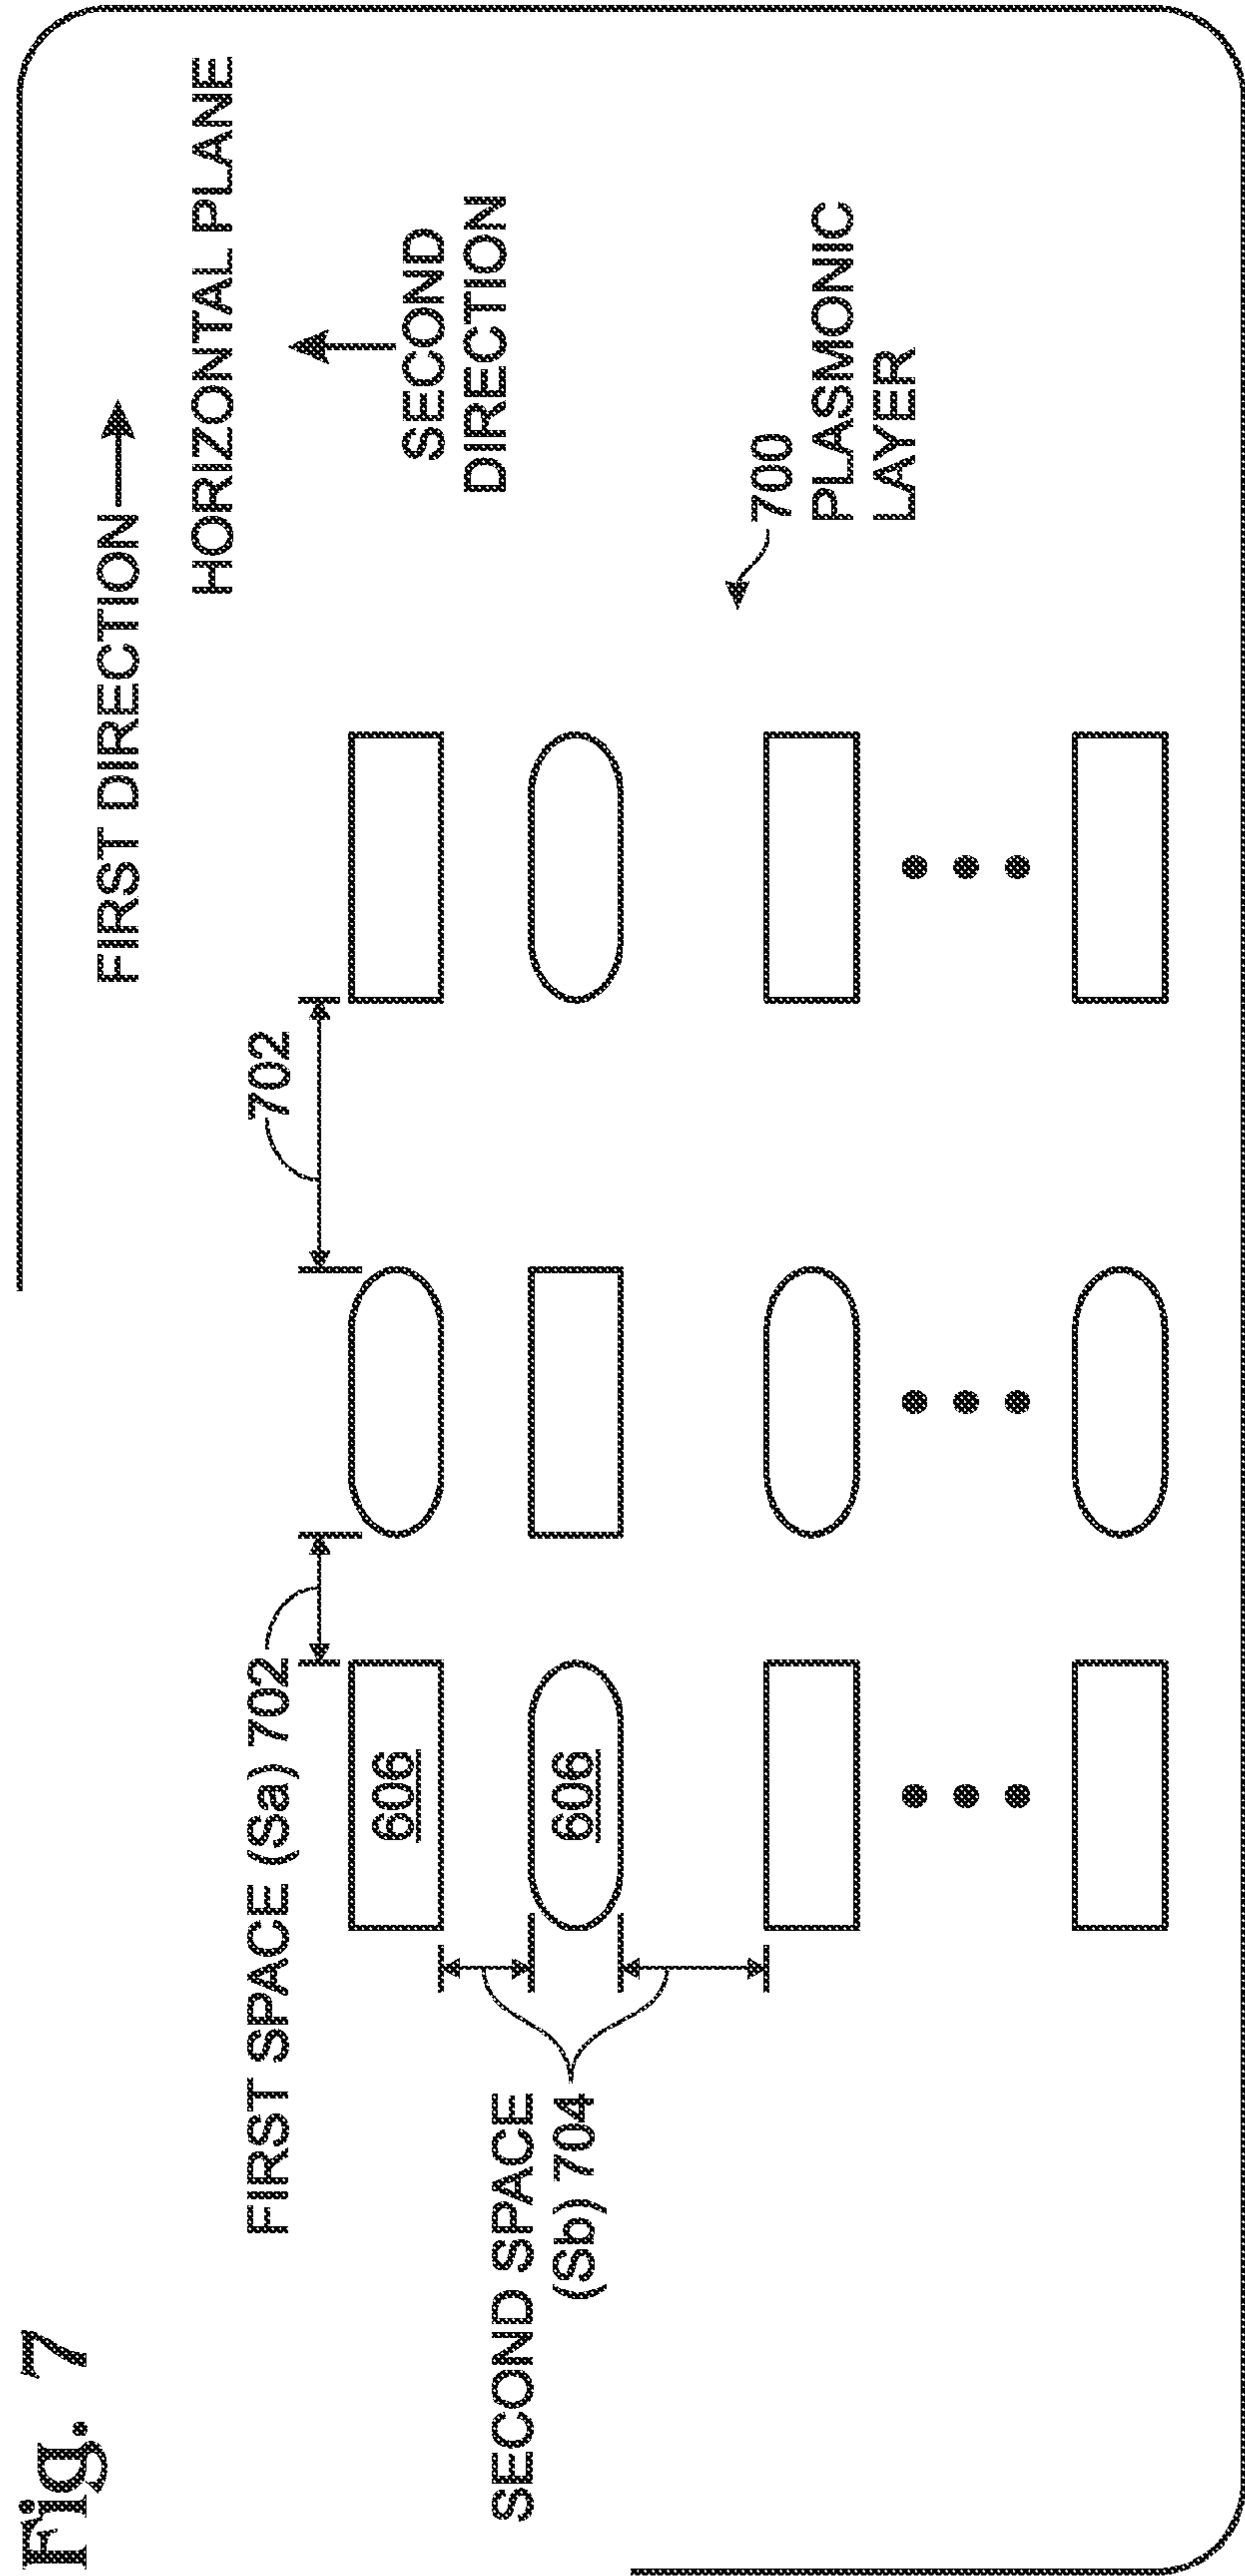 Fig. 7
FIRST DIRECTION
HORIZONTAL PLANE
FIRST SPACE (Sa) 702
702
SECOND
DIRECTION
SECOND SPACE
(Sb) 704
606
606
700
PLASMONIC
LAYER